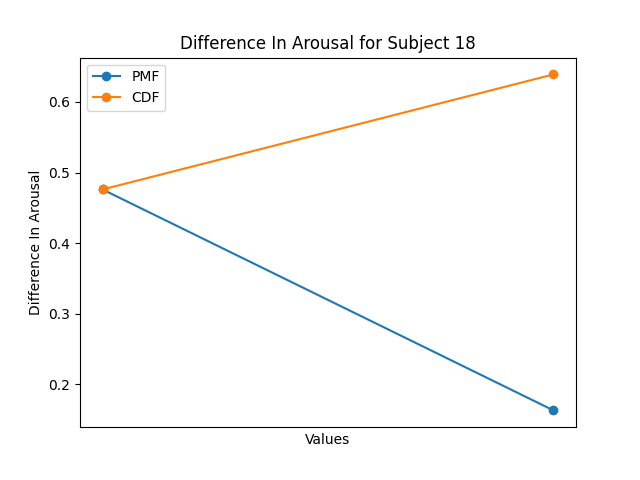 Difference In Arousal for Subject 18
PMF
CDF
0.6
0.5
0.4
0.3
0.2
Difference In Arousal
Values